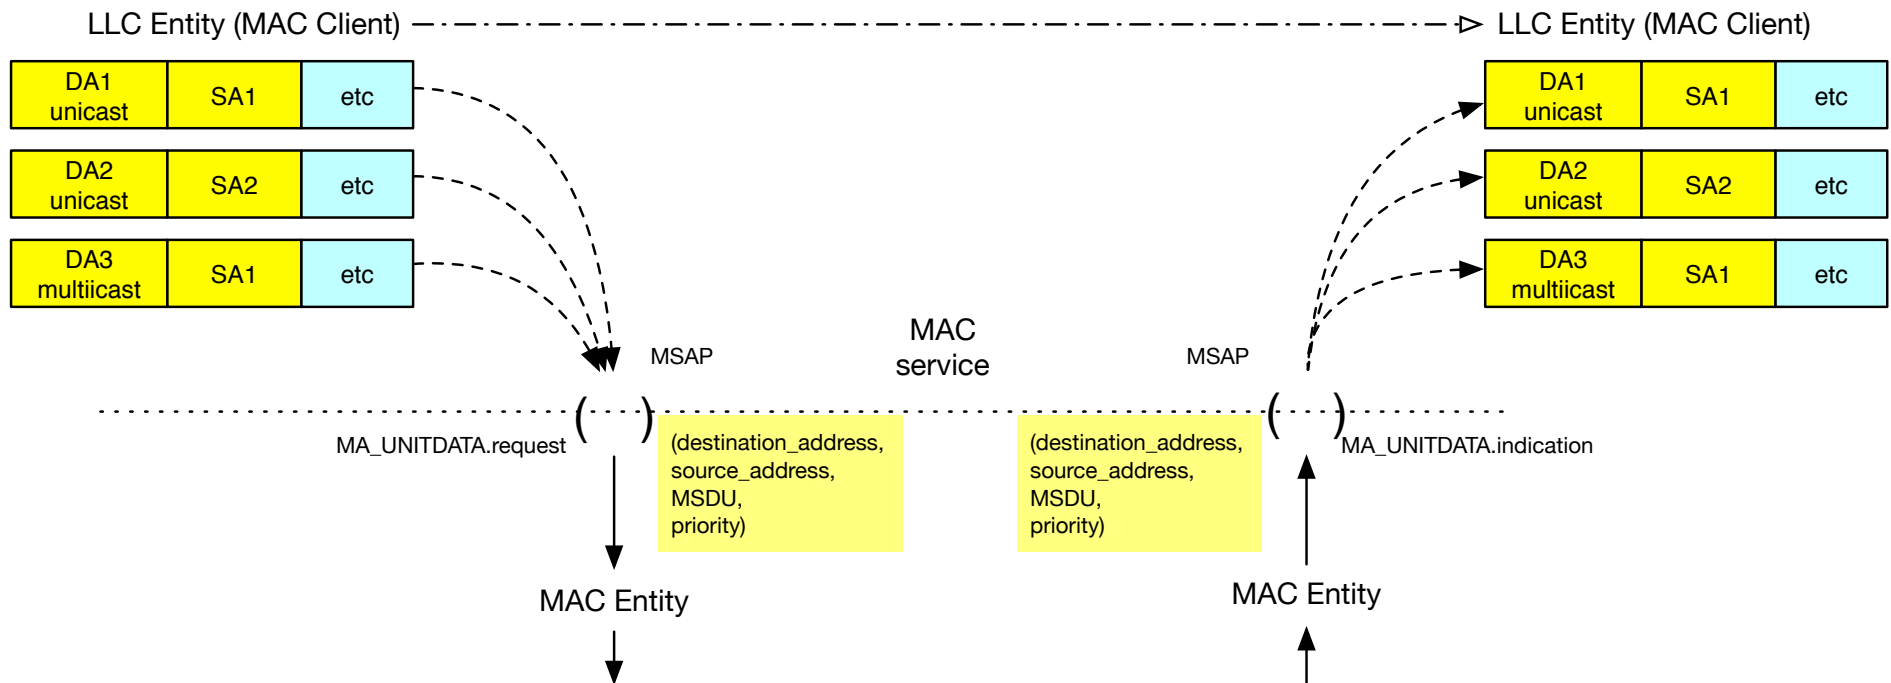 LLC Entity (MAC Client)
LLC Entity (MAC Client)
DA1
unicast
SA1
etc
DA1
unicast
SA1
etc
DA2
unicast
SA2
etc
DA2
unicast
SA2
etc
DA3
multiicast
SA1
etc
DA3
multiicast
SA1
etc
MSAP
MAC
service
MSAP
( )
( )
MA_UNITDATA.request
(destination_address,
source_address,
MSDU,
priority)
(destination_address,
source_address,
MSDU,
priority)
MA_UNITDATA.indication
MAC Entity
MAC Entity